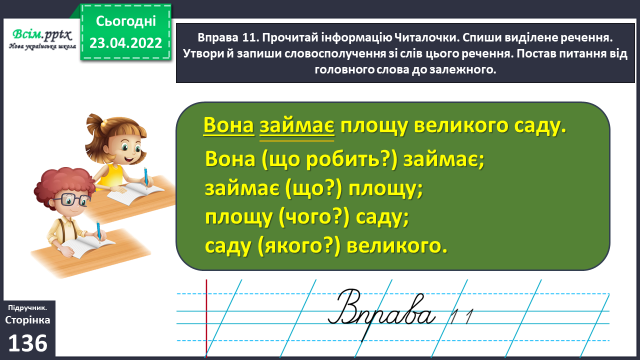 Всім.pptx
Нова українська школа
Сьогодні
23.04.2022
Вправа 11. Прочитай інформацію Читалочки. Спиши виділене речення.
Утвори й запиши словосполучення зі слів цього речення. Постав питання від
головного слова до залежного.
Вона займає площу великого саду.
Вона (що робить?) займає;
займає (що?) площу;
площу (чого?) саду;
саду (якого?) великого.
Вправа 11
Підручник.
Сторінка
136